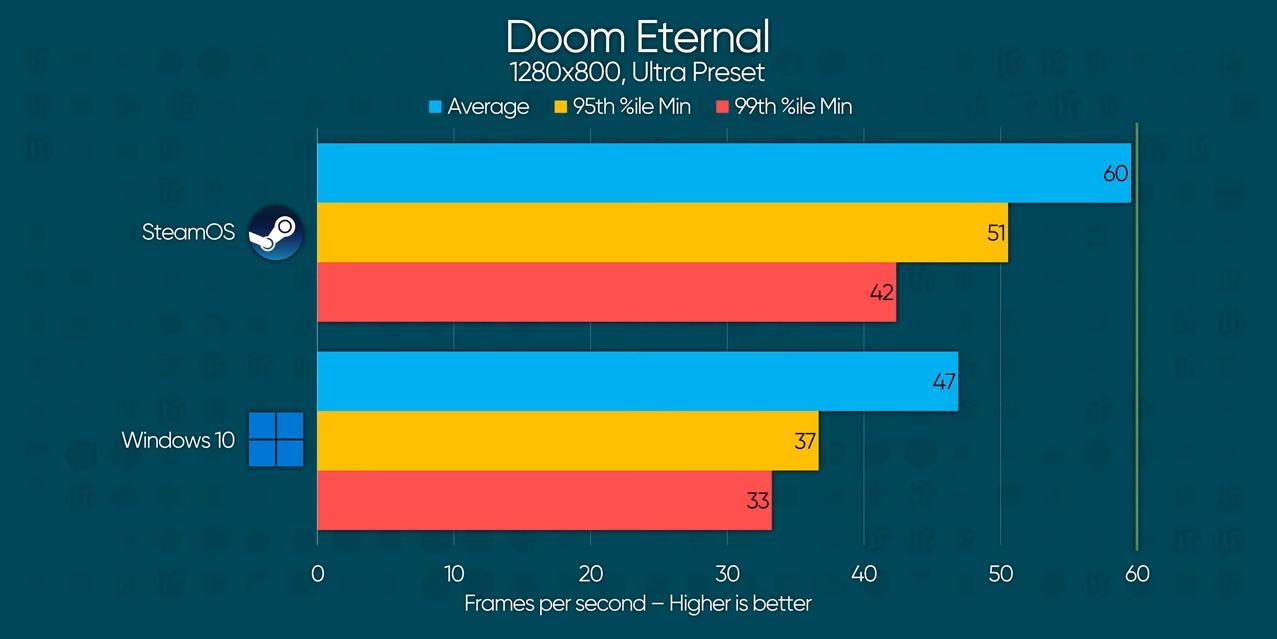 Doom Eternal
1280x800, Ultra Preset
Average 95th %ile Min 99th %ile Min
60
SteamOS 51
42
47
Windows 10 37
33
0 10 20 30 40 50 60
Frames per second – Higher is better